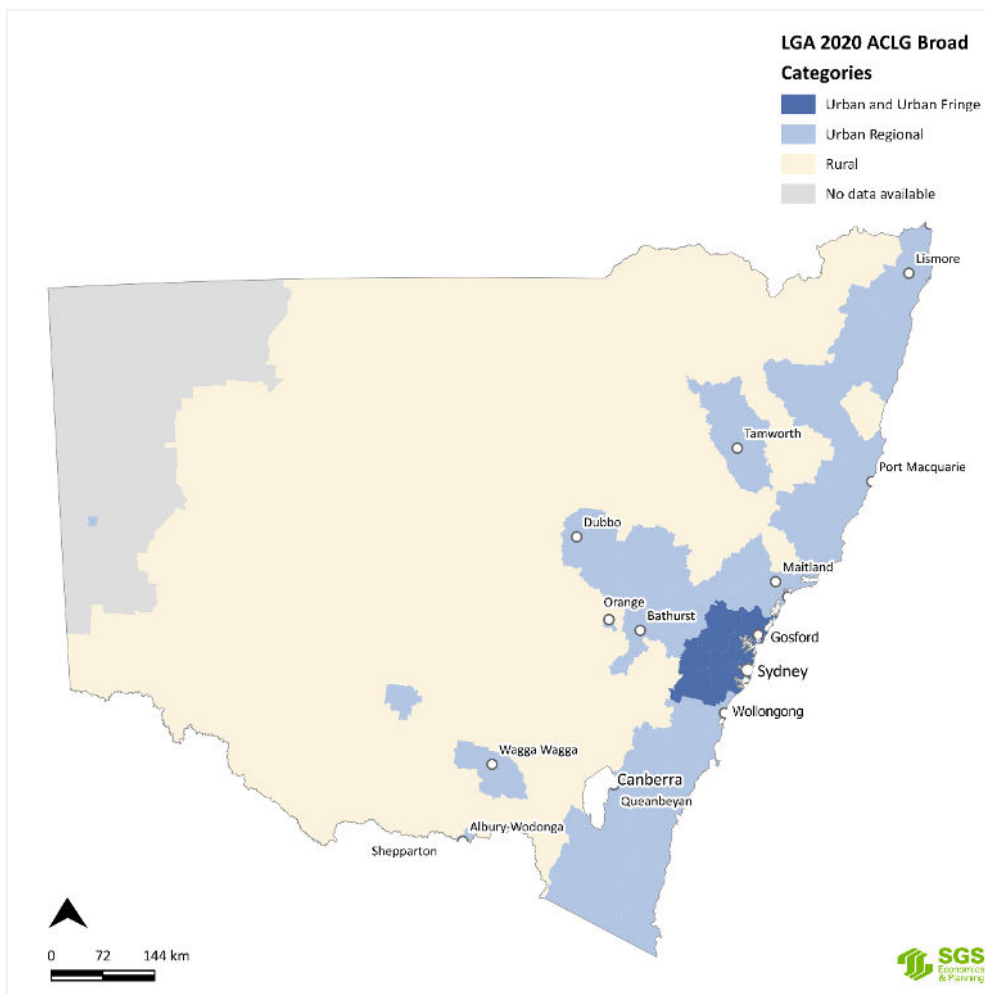 LGA 2020 ACLG Broad
Categories
Urban and Urban Fringe
Urban Regional
Rural
No data available
Lismore
Tamworth
Port Macquarie
Dubbo
Maitland
Orange
Bathurst
Gosford
Sydney
Wollongong
Wagga Wagga
Canberra
Queanbeyan
Albury-Wodonga
Shepparton
0 72 144 km
SGS
Economics
& Planning